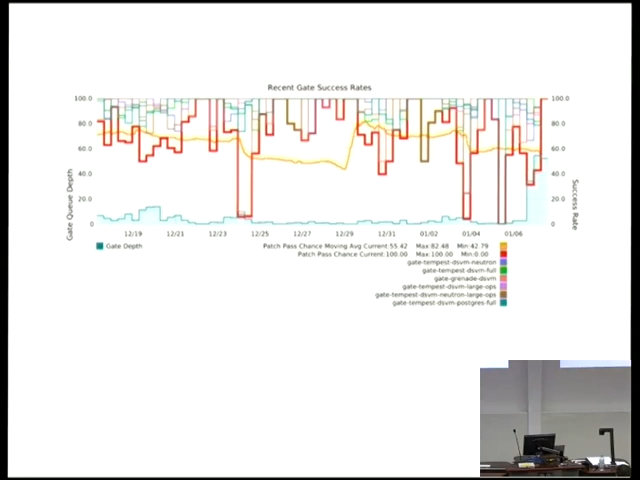 Recent Gate Success Rates
100.0
80.0
60.0
40.0
20.0
0
Gate Queue Depth
100.0
80.0
60.0
40.0
20.0
0
Success Rate
12/19 12/21 12/23 12/25 12/27 12/29 12/31 01/02 01/04 01/06
Gate Depth
Patch Pass Chance Moving Avg Current:55.42 Max:82.48 Min:42.79
Patch Pass Chance Current:100.00 Max:100.00 Min:0.00
gate-tempest-dsvm-neutron
gate-tempest-dsvm-full
gate-grenade-dsvm
gate-tempest-dsvm-large-ops
gate-tempest-dsvm-neutron-large-ops
gate-tempest-dsvm-postgres-full